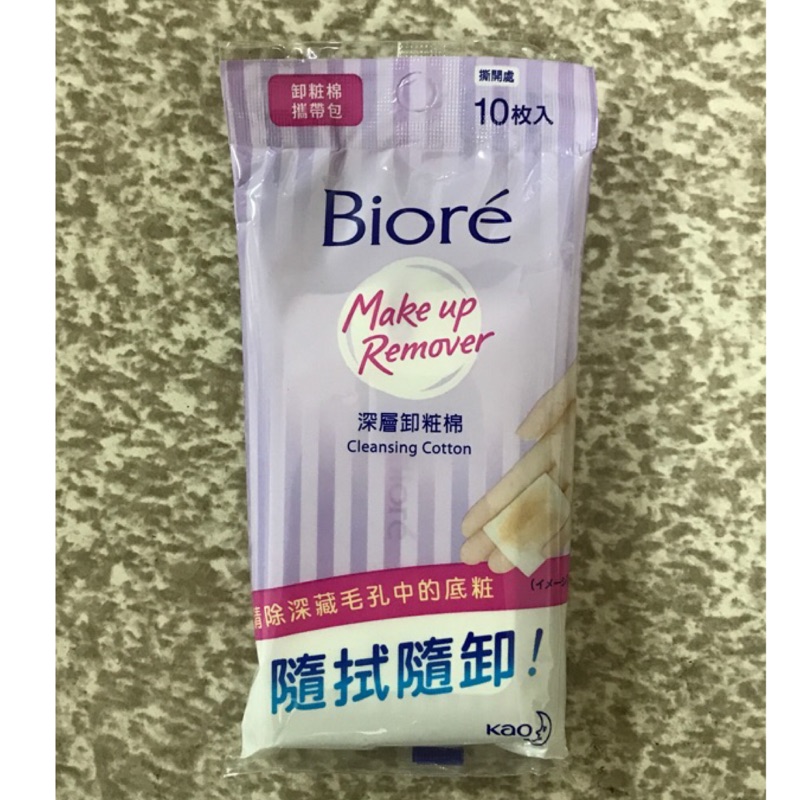 卸粧棉
攜帶包
撕開處
10枚入
Bioré
Make up
Remover
深層卸粧棉
Cleansing Cotton
清除深藏毛孔中的底粧
(イメージ
隨拭隨卸!
Kao